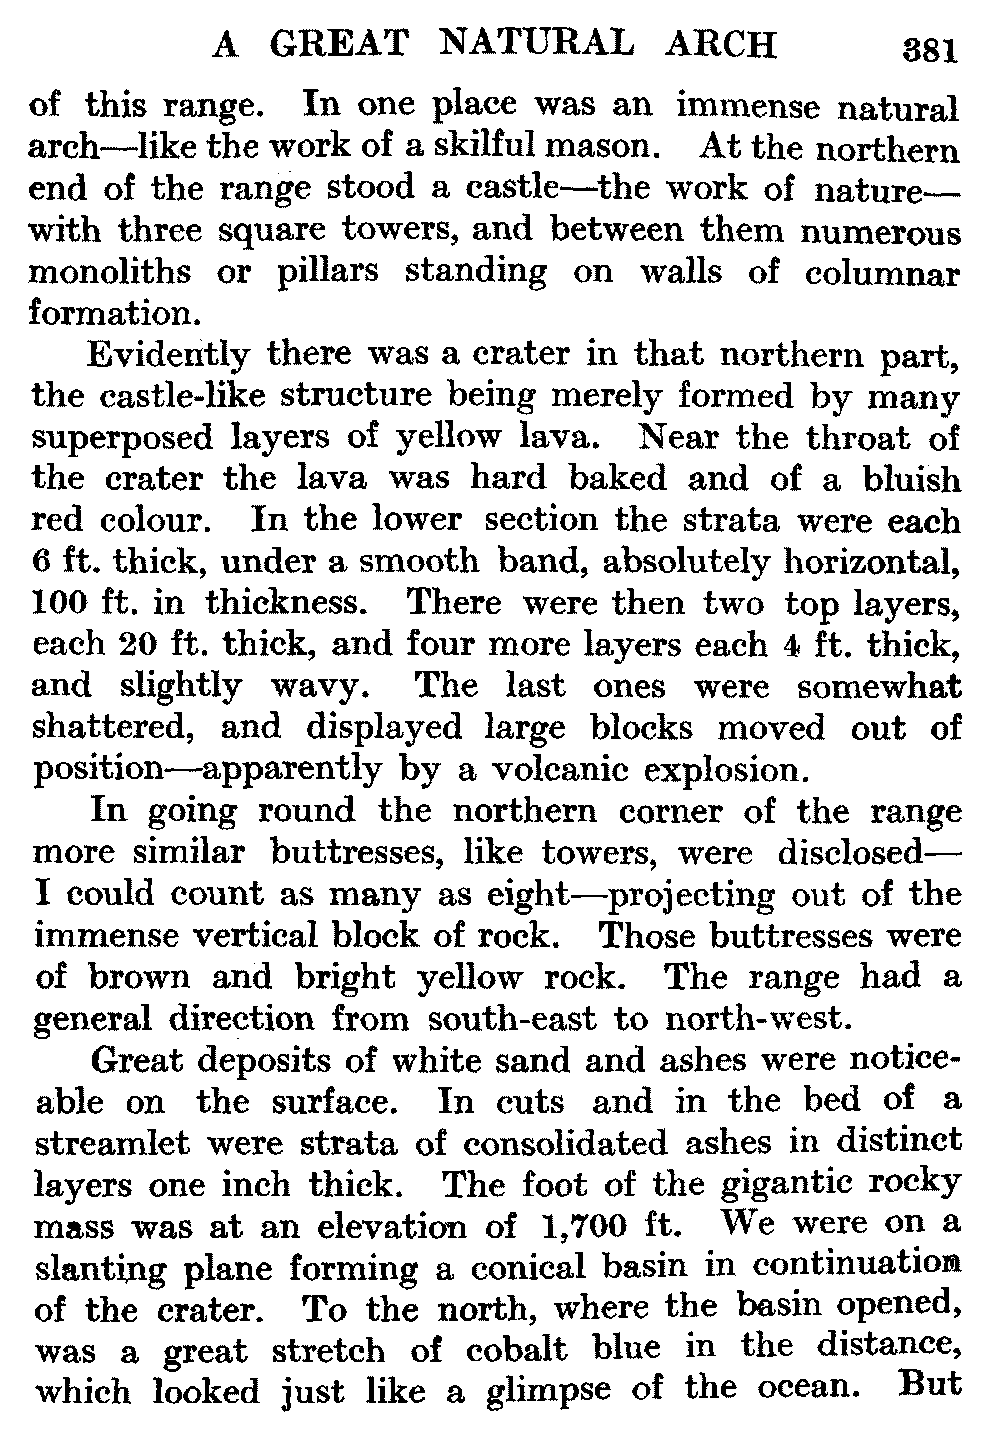 A GREAT NATURAL ARCH 381
of this range. In one place was an immense natural
arch—like the work of a skilful mason. At the northern
end of the range stood a castle—the work of nature—
with three square towers, and between them numerous
monoliths or pillars standing on walls of columnar
formation.
Evidently there was a crater in that northern part,
the castle-like structure being merely formed by many
superposed layers of yellow lava. Near the throat of
the crater the lava was hard baked and of a bluish
red colour. In the lower section the strata were each
6 ft. thick, under a smooth band, absolutely horizontal,
100 ft. in thickness. There were then two top layers,
each 20 ft. thick, and four more layers each 4 ft. thick,
and slightly wavy. The last ones were somewhat
shattered, and displayed large blocks moved out of
position—apparently by a volcanic explosion.
In going round the northern corner of the range
more similar buttresses, like towers, were disclosed—
I could count as many as eight—projecting out of the
immense vertical block of rock. Those buttresses were
of brown and bright yellow rock. The range had a
general direction from south-east to north-west.
Great deposits of white sand and ashes were notice-
able on the surface. In cuts and in the bed of a
streamlet were strata of consolidated ashes in distinct
layers one inch thick. The foot of the gigantic rocky
mass was at an elevation of 1,700 ft. We were on a
slanting plane forming a conical basin in continuation
of the crater. To the north, where the basin opened,
was a great stretch of cobalt blue in the distance,
which looked just like a glimpse of the ocean. But